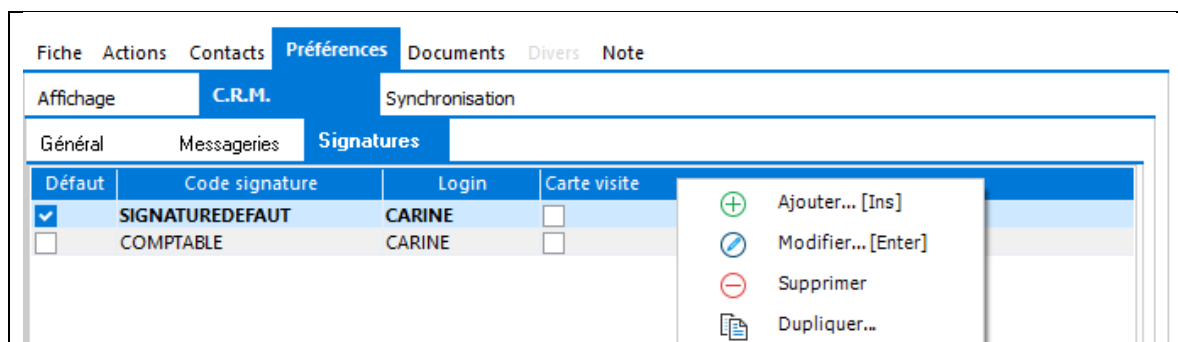 Fiche Actions Contacts Préférences Documents Divers Note
Affichage C.R.M. Synchronisation
Général Messageries Signatures
Défaut Code signature Login Carte visite
SIGNATUREDEFAUT CARINE
COMPTABLE CARINE
Ajouter... [Ins]
Modifier... [Enter]
Supprimer
Dupliquer...